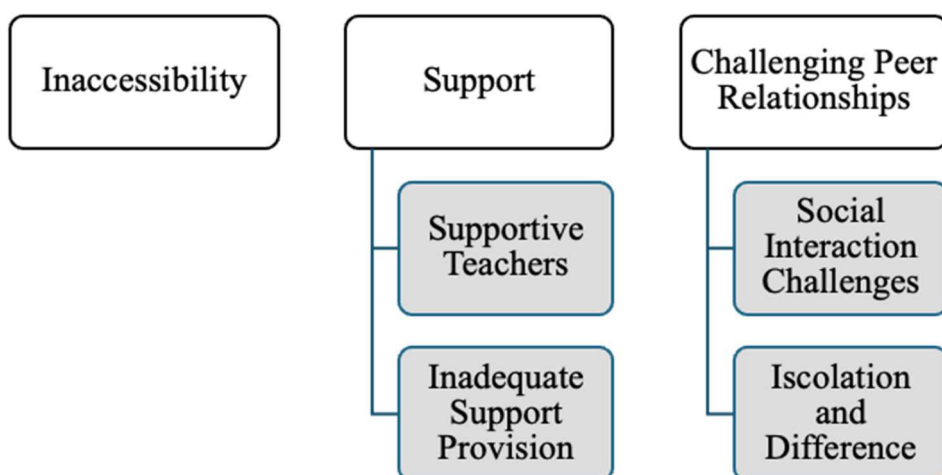 Inaccessibility
Support
Challenging Peer
Relationships
Supportive
Teachers
Social
Interaction
Challenges
Inadequate
Support
Provision
Iscolation
and
Difference